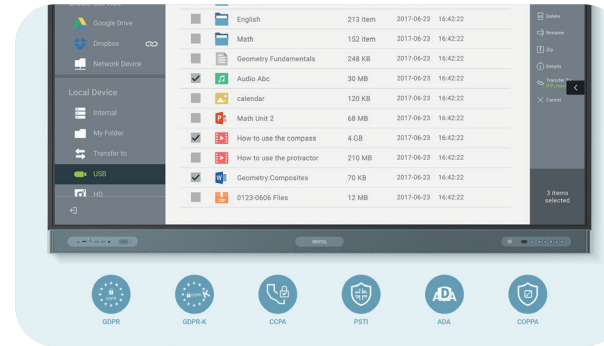 Google Drive
Dropbox
Network Device
Local Device
Internal
My Folder
Transfer to
USB
HD
English 213 item 2017-06-23 16:42:22
Math 152 item 2017-06-23 16:42:22
Geometry Fundamentals 248 KB 2017-06-23 16:42:22
Audio Abc 30 MB 2017-06-23 16:42:22
calendar 120 KB 2017-06-23 16:42:22
Math Unit 2 68 MB 2017-06-23 16:42:22
How to use the compass 4 GB 2017-06-23 16:42:22
How to use the protractor 210 MB 2017-06-23 16:42:22
Geometry:Composites 70 KB 2017-06-23 16:42:22
0123-0606 Files 12 MB 2017-06-23 16:42:22
Delete
Rename
Zip
Details
Transfer To
Cancel
3 items
selected
BenQ
GDPR
GDPR-K
CCPA
PSTI
ADA
ADA
COPPA